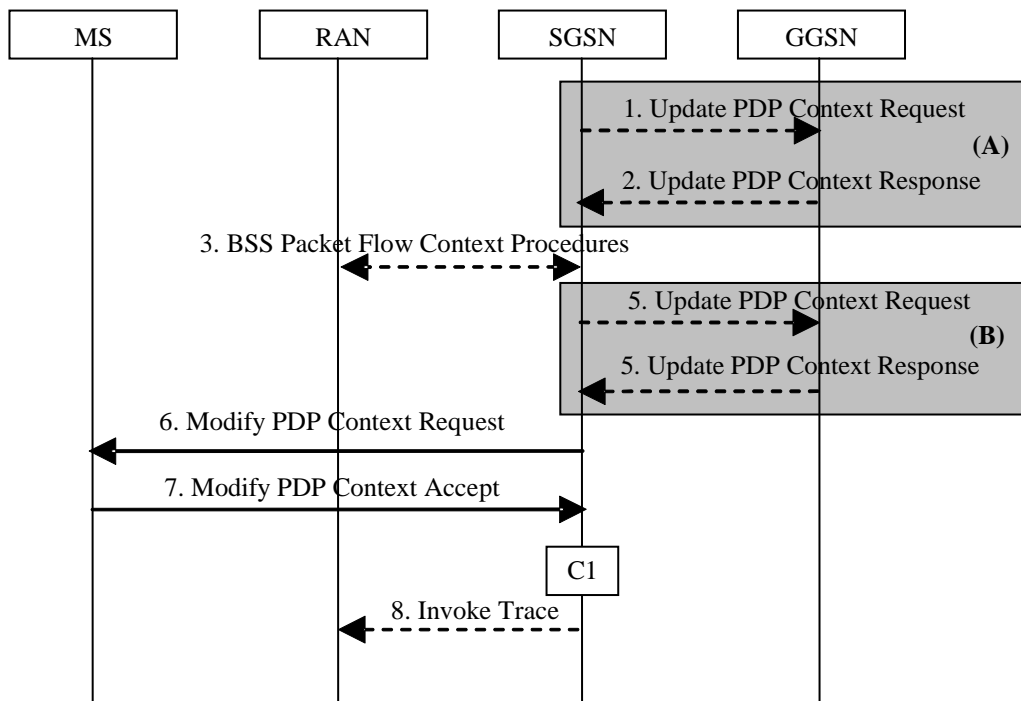 MS
RAN
SGSN
GGSN
1. Update PDP Context Request
(A)
2. Update PDP Context Response
3. BSS Packet Flow Context Procedures
5. Update PDP Context Request
(B)
5. Update PDP Context Response
6. Modify PDP Context Request
7. Modify PDP Context Accept
C1
8. Invoke Trace